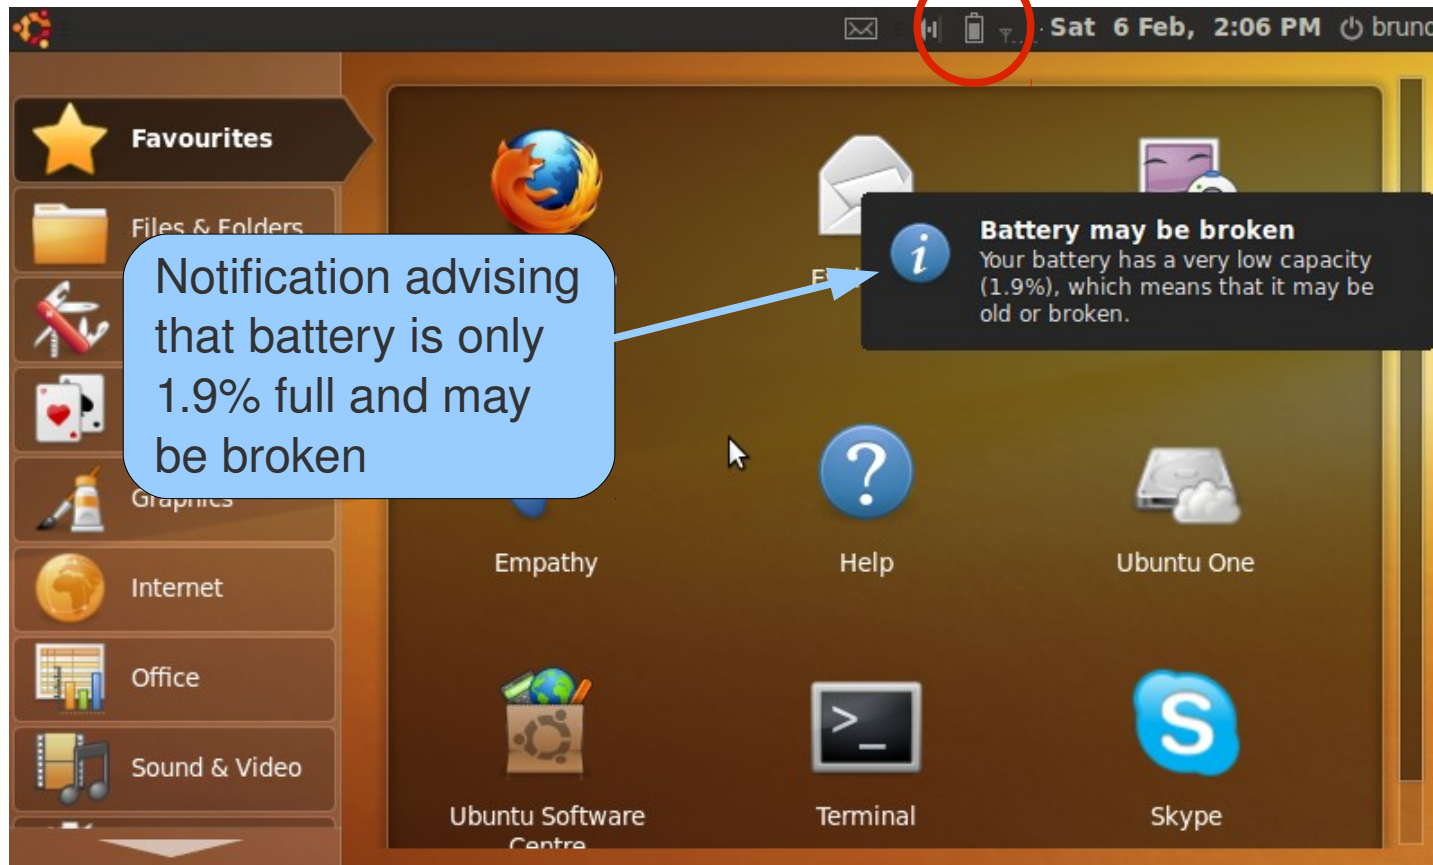 Sat 6 Feb, 2:06 PM
Favourites
Files & Folders
Notification advising
that battery is only
1.9% full and may
be broken
Battery may be broken
Your battery has a very low capacity
(1.9%), which means that it may be
old or broken.
Graphics
Internet
Office
Sound & Video
Empathy
Help
Ubuntu One
Ubuntu Software
Centre
Terminal
Skype